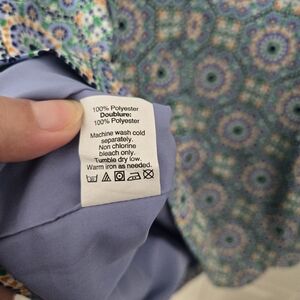 100% Polyester
Doublure:
100% Polyester
Machine wash cold
separately.
Non chlorine
bleach only.
Tumble dry low.
Warm iron as needed.